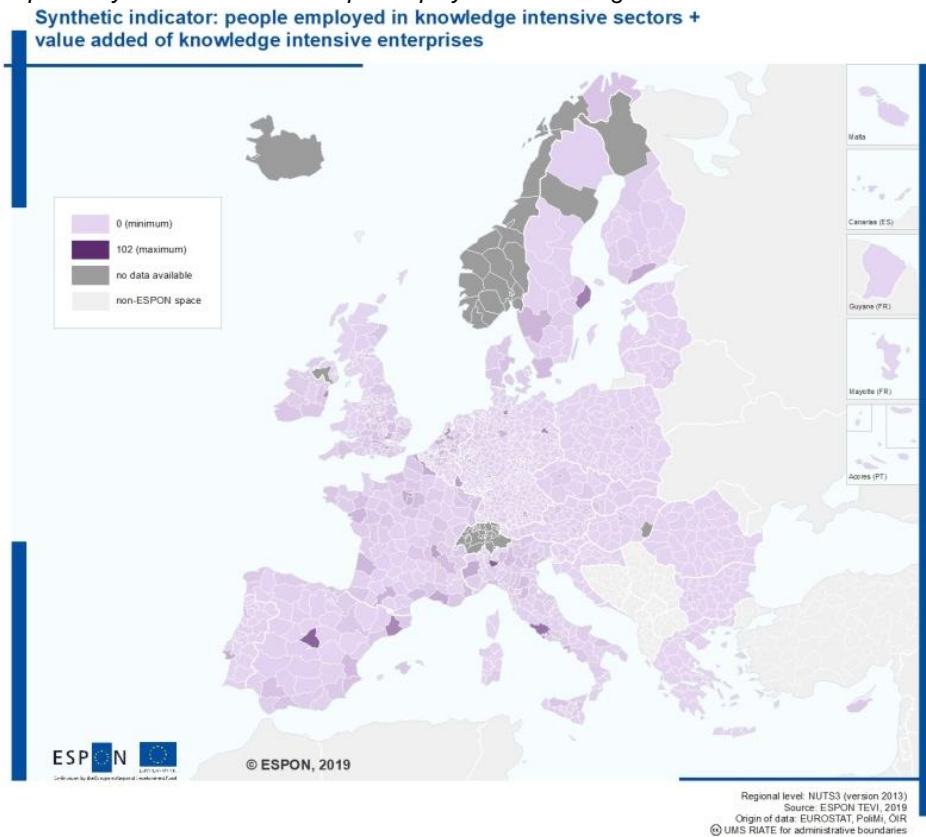 Synthetic indicator: people employed in knowledge intensive sectors +
value added of knowledge intensive enterprises
0 (minimum)
102 (maximum)
no data available
non-ESPON space
Malta
Canarias (ES)
Guyane (FR)
Mayotte (FR)
Acores (PT)
ESPON
© ESPON, 2019
Regional level: NUTS3 (version 2013)
Source: ESPON TEVI, 2019
Origin of data: EUROSTAT, PoliMi, ÖIR
UMS RIATE for administrative boundaries